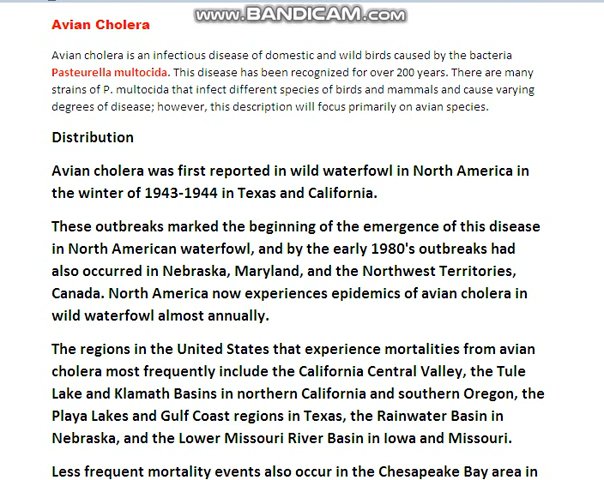 www.BANDICAM.com
Avian Cholera
Avian cholera is an infectious disease of domestic and wild birds caused by the bacteria
Pasteurella multocida. This disease has been recognized for over 200 years. There are many
strains of P. multocida that infect different species of birds and mammals and cause varying
degrees of disease; however, this description will focus primarily on avian species.
Distribution
Avian cholera was first reported in wild waterfowl in North America in
the winter of 1943-1944 in Texas and California.
These outbreaks marked the beginning of the emergence of this disease
in North American waterfowl, and by the early 1980's outbreaks had
also occurred in Nebraska, Maryland, and the Northwest Territories,
Canada. North America now experiences epidemics of avian cholera in
wild waterfowl almost annually.
The regions in the United States that experience mortalities from avian
cholera most frequently include the California Central Valley, the Tule
Lake and Klamath Basins in northern California and southern Oregon, the
Playa Lakes and Gulf Coast regions in Texas, the Rainwater Basin in
Nebraska, and the Lower Missouri River Basin in Iowa and Missouri.
Less frequent mortality events also occur in the Chesapeake Bay area in